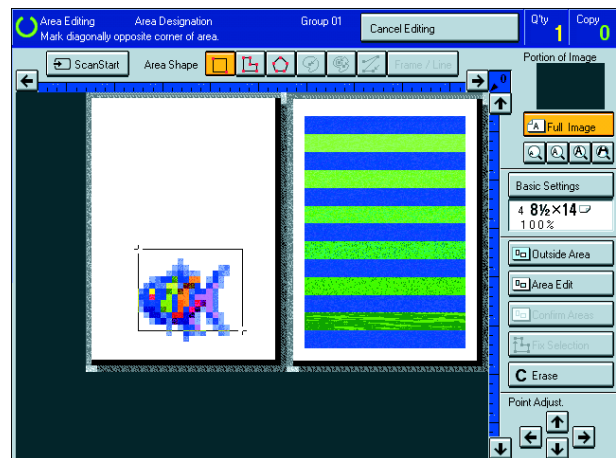 Area Editing Area Designation Group 01
Mark diagonally opposite corner of area.
Cancel Editing
Q'ty 1
Copy 0
ScanStart Area Shape Frame / Line
0
Portion of Image
A Full Image
A A A A
Basic Settings
4 8½×14
100%
Outside Area
Area Edit
Confirm Areas
Fix Selection
C Erase
Point Adjust.